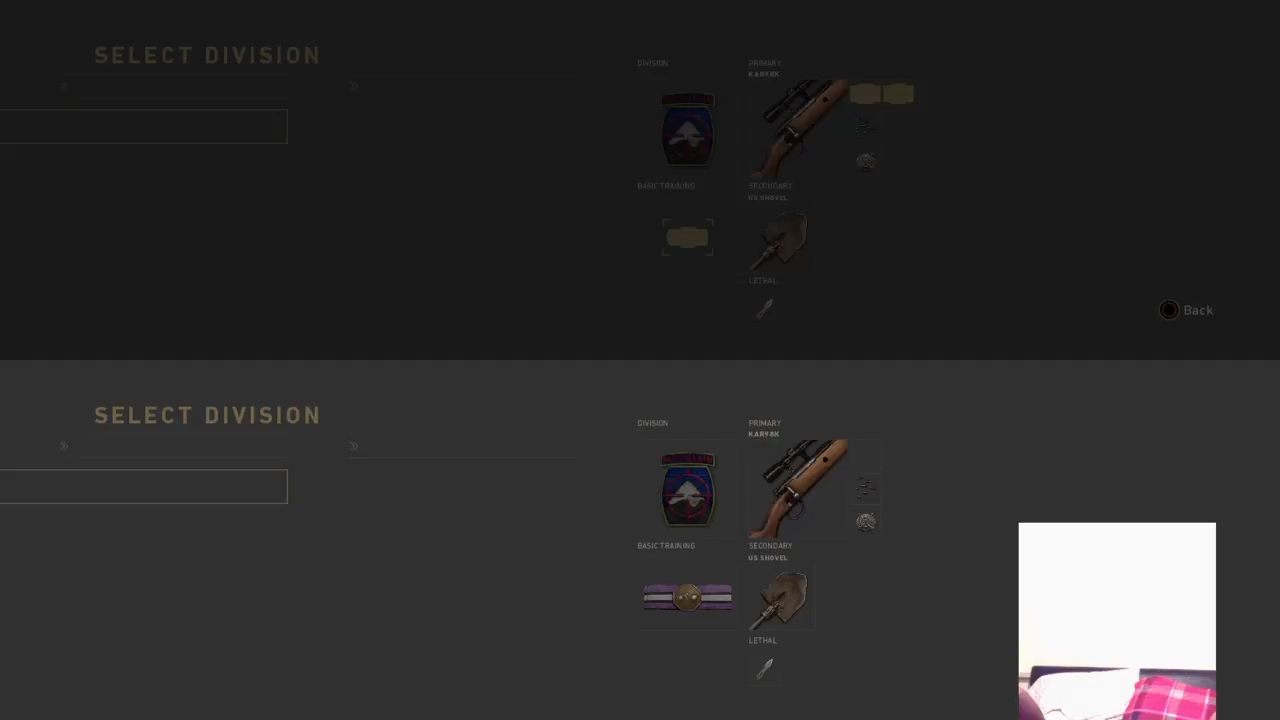 SELECT DIVISION
DIVISION
PRIMARY
KAR98K
BASIC TRAINING
SECONDARY
US SHOVEL
LETHAL
Back
SELECT DIVISION
DIVISION
PRIMARY
KAR98K
MOUNTAIN
BASIC TRAINING
SECONDARY
US SHOVEL
LETHAL